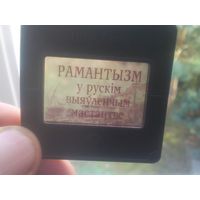 РАМАНТЫЗМ
у рускім
выяўленчым
мастацтве